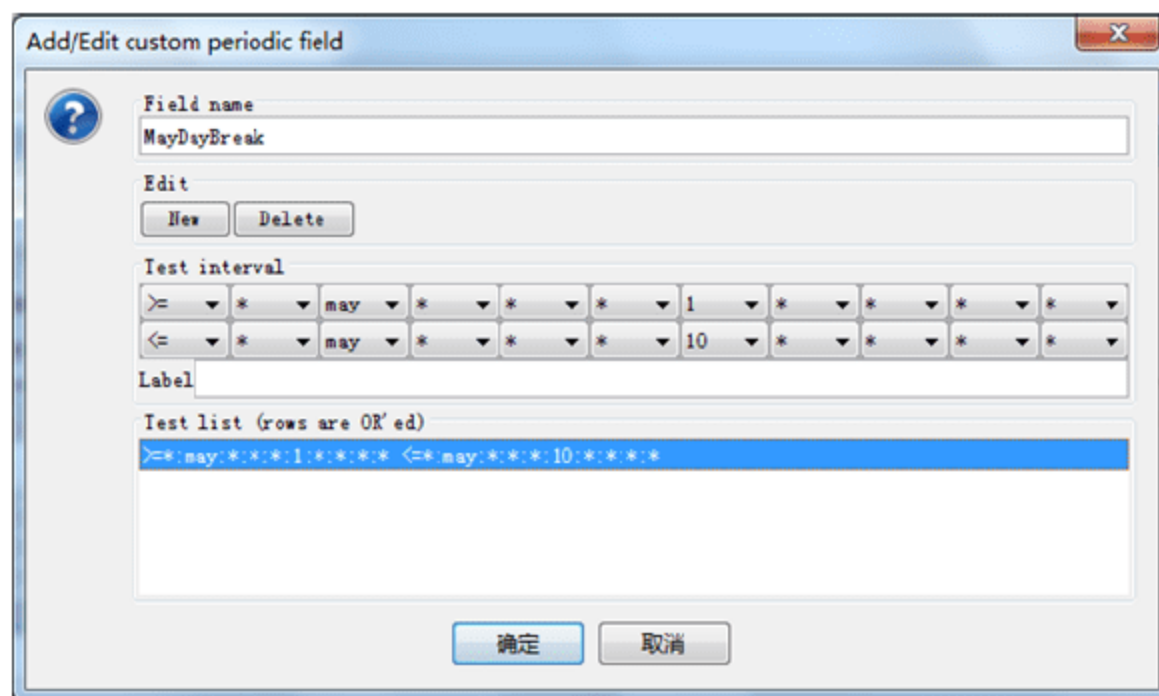 Add/Edit custom periodic field
Field name
MayDayBreak
Edit
New Delete
Test interval
>= * may * * * 1 * * * *
<= * may * * * 10 * * * *
Label
Test list (rows are OR'ed)
>=*:may:*:*:*:1:*:*:*:* <=*:may:*:*:*:10:*:*:*:*
确定 取消